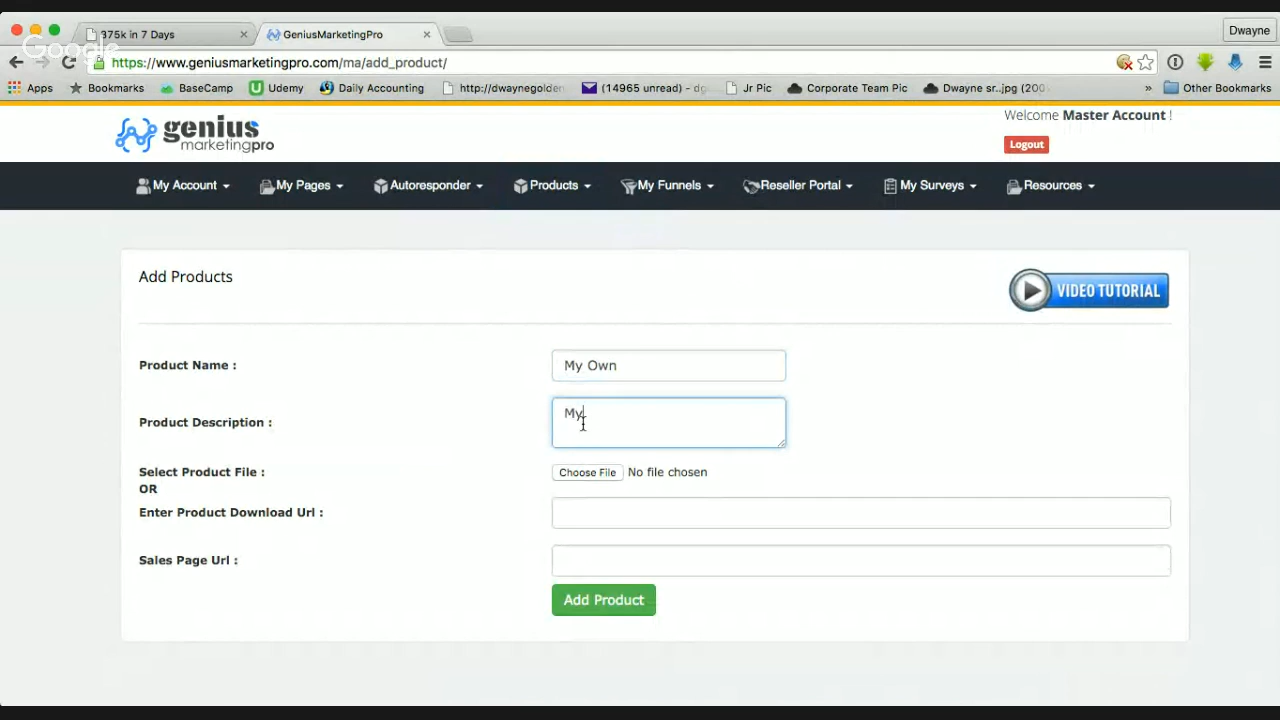 375k in 7 Days
GeniusMarketingPro
Dwayne
Google
https://www.geniusmarketingpro.com/ma/add_product/
Apps Bookmarks BaseCamp Udemy Daily Accounting http://dwaynegolden (14965 unread) - dg Jr Pic Corporate Team Pic Dwayne sr..jpg (200 » Other Bookmarks
genius
marketingpro
Welcome Master Account !
Logout
My Account My Pages Autoresponder Products My Funnels Reseller Portal My Surveys Resources
Add Products
VIDEO TUTORIAL
Product Name : My Own
Product Description : My
Select Product File : Choose File No file chosen
OR
Enter Product Download Url :
Sales Page Url :
Add Product